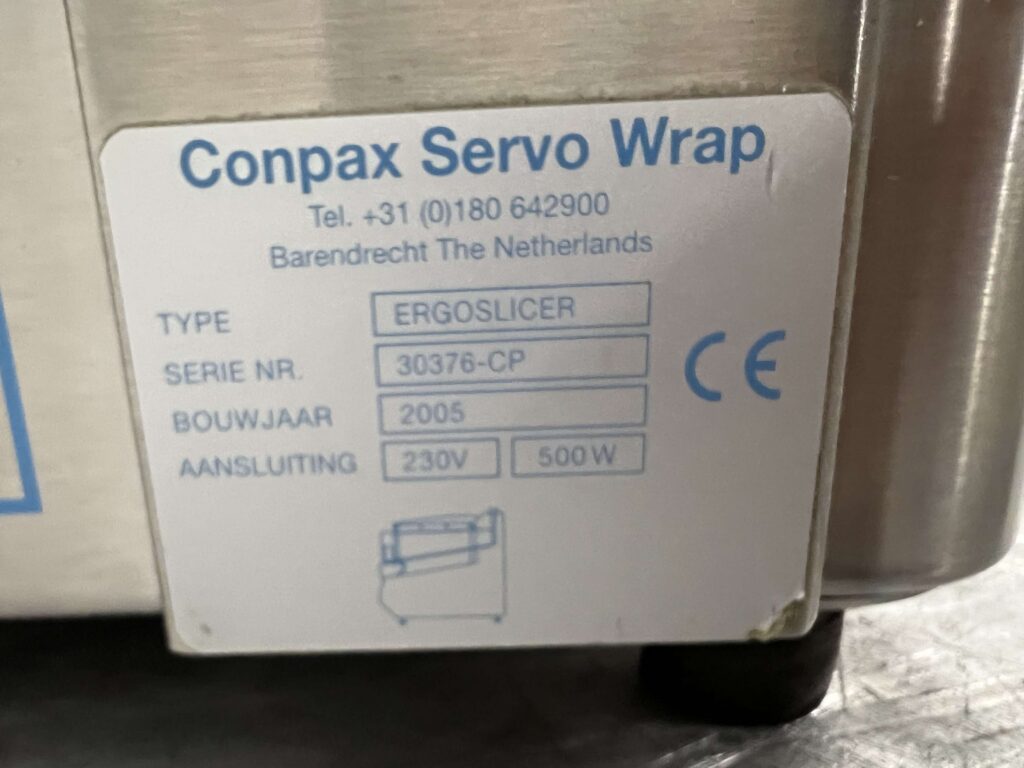 Conpax Servo Wrap
Tel. +31 (0)180 642900
Barendrecht The Netherlands
TYPE ERGOSLICER
SERIE NR. 30376-CP
BOUWJAAR 2005
AANSLUITING 230V 500W
CE